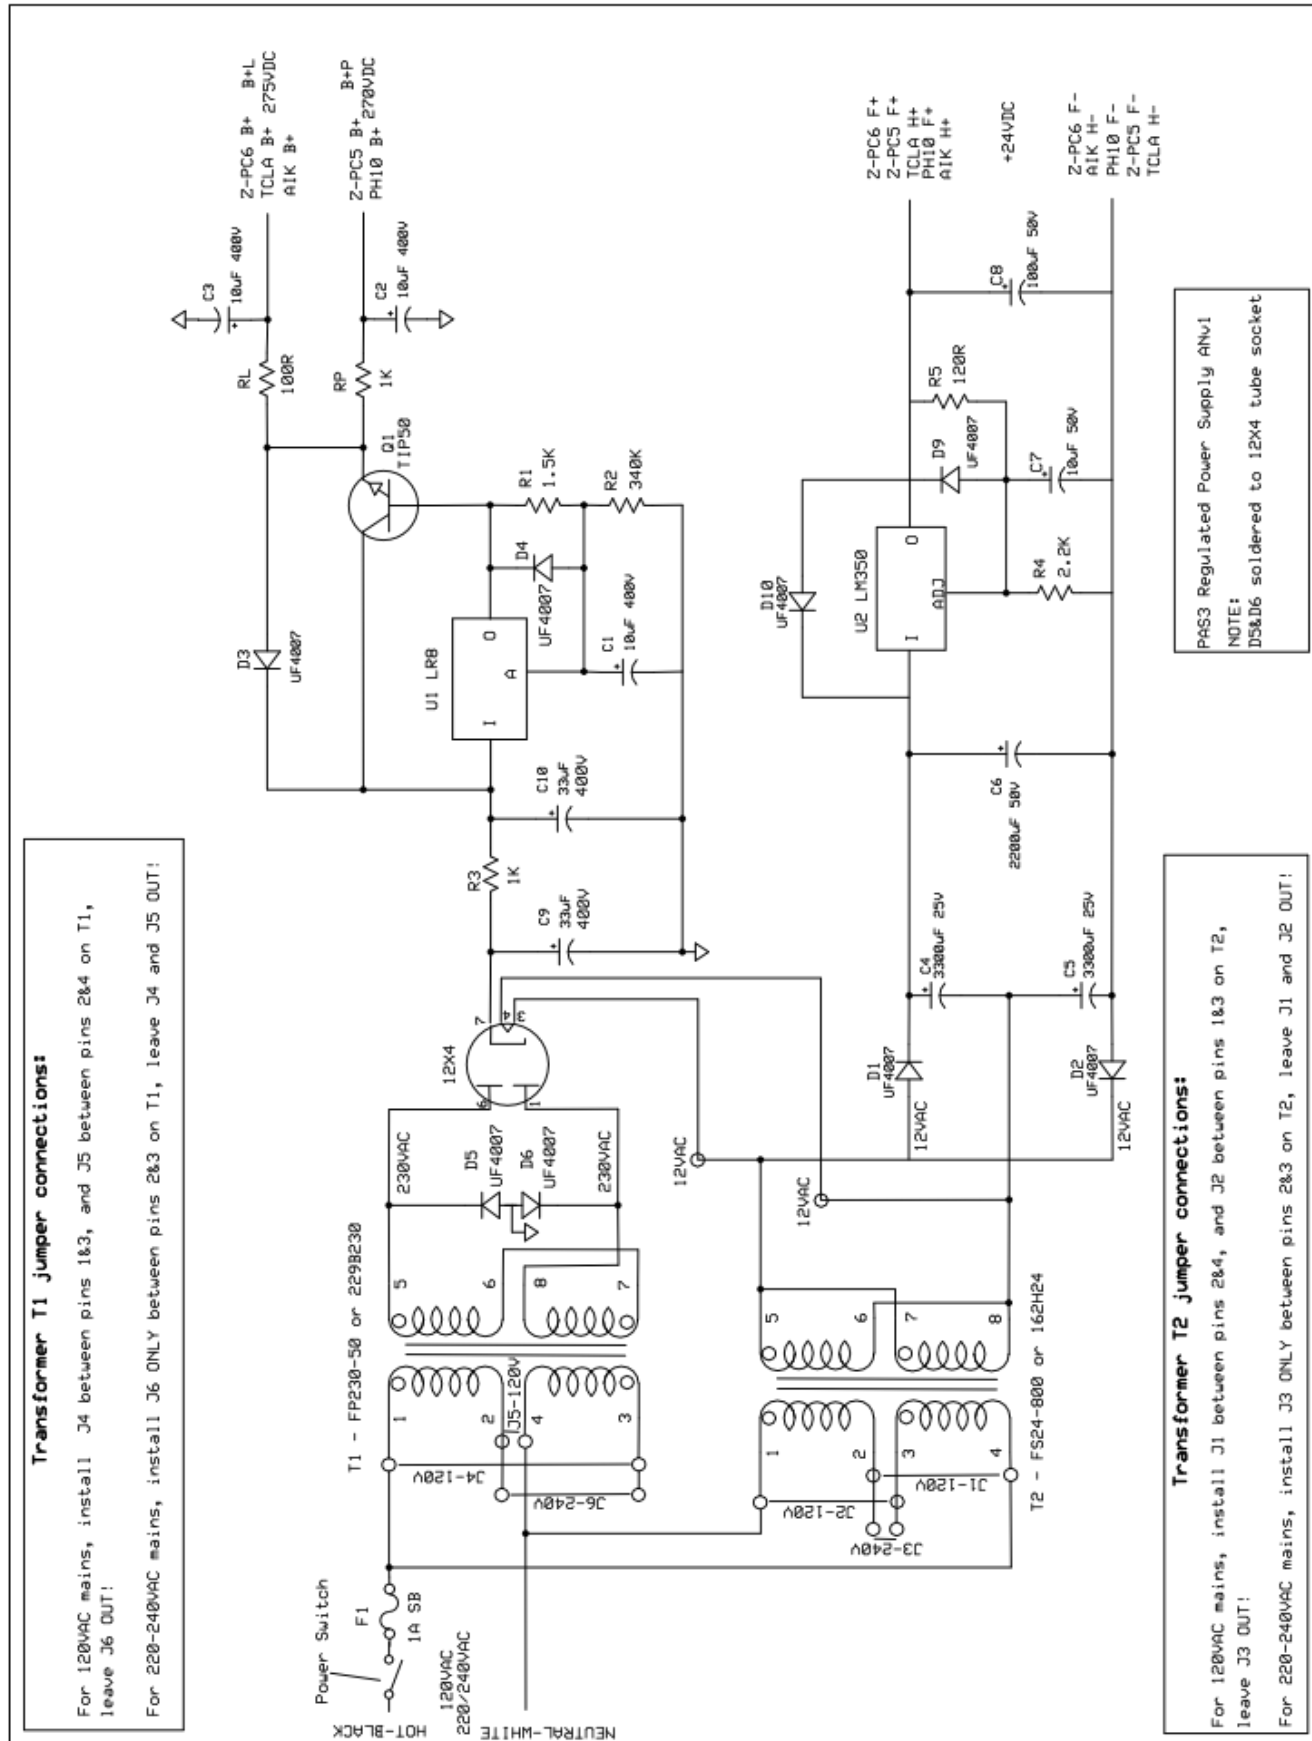 Transformer T1 jumper connections:
For 120VAC mains, install J4 between pins 1&3, and J5 between pins 2&4 on T1,
leave J6 OUT!
For 220-240VAC mains, install J6 ONLY between pins 2&3 on T1, leave J4 and J5 OUT!
Power Switch
F1
1A SB
120VAC
220/240VAC
HOT-BLACK
NEUTRAL-WHITE
T1 - FP230-50 or 229B230
1
2
4
3
5
6
8
7
J4-120V
J5-120V
J6-240V
230VAC
D5
UF4007
D6
UF4007
230VAC
12X4
6
1
7
4
3
C9
33uF
400V
R3
1K
C10
33uF
400V
D3
UF4007
U1 LR8
I
O
A
D4
UF4007
C1
10uF 400V
R1
1.5K
R2
340K
Q1
TIP50
RL
100R
RP
1K
C3
10uF 400V
C2
10uF 400V
Z-PC6 B+ B+L
TCLA B+ 275VDC
AIK B+
Z-PC5 B+ B+P
PH10 B+ 270VDC
12VAC
12VAC
T2 - FS24-800 or 162H24
1
2
3
4
5
6
7
8
J2-120V
J1-120V
J3-240V
12VAC
D1
UF4007
12VAC
D2
UF4007
C4
3300uF 25V
C5
3300uF 25V
C6
2200uF 50V
D10
UF4007
U2 LM350
I
O
ADJ
R4
2.2K
D9
UF4007
C7
10uF 50V
R5
120R
C8
100uF 50V
Z-PC6 F+
Z-PC5 F+
TCLA H+
PH10 F+
AIK H+
+24VDC
Z-PC6 F-
AIK H-
PH10 F-
Z-PC5 F-
TCLA H-
Transformer T2 jumper connections:
For 120VAC mains, install J1 between pins 2&4, and J2 between pins 1&3 on T2,
leave J3 OUT!
For 220-240VAC mains, install J3 ONLY between pins 2&3 on T2, leave J1 and J2 OUT!
PAS3 Regulated Power Supply ANv1
NOTE:
D5&D6 soldered to 12X4 tube socket